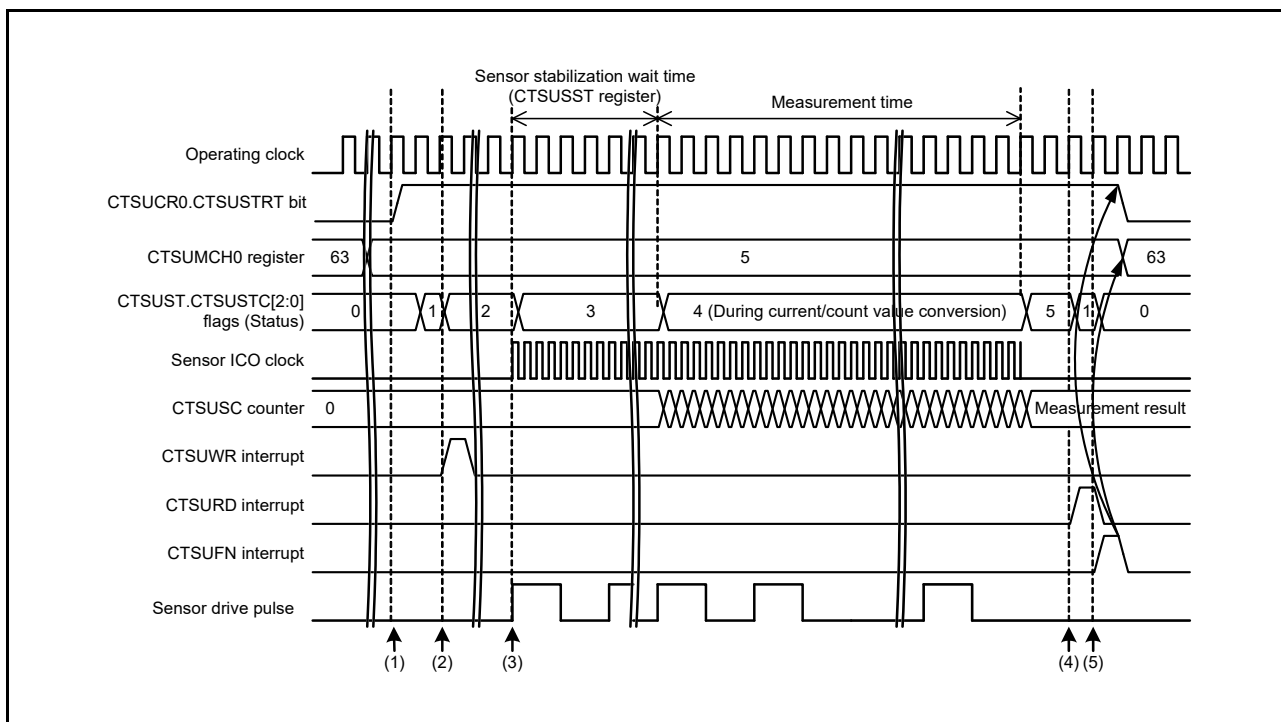 Sensor stabilization wait time
(CTSUSST register)
Measurement time
Operating clock
CTSUCR0.CTSUSTRT bit
CTSUMCH0 register
63
5
63
CTSUST.CTSUSTC[2:0]
flags (Status)
0
1
2
3
4 (During current/count value conversion)
5
1
0
Sensor ICO clock
CTSUSC counter
0
Measurement result
CTSUWR interrupt
CTSURD interrupt
CTSUFN interrupt
Sensor drive pulse
(1)
(2)
(3)
(4)
(5)